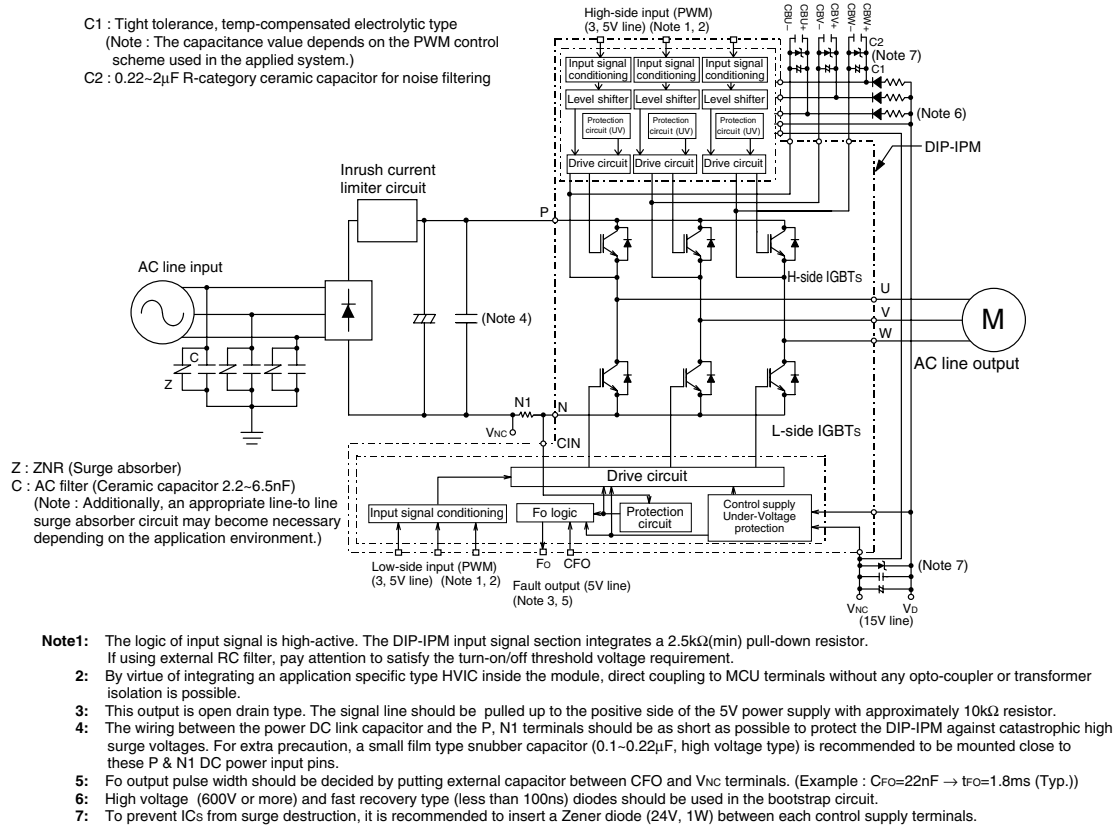 C1 : Tight tolerance, temp-compensated electrolytic type
(Note : The capacitance value depends on the PWM control
scheme used in the applied system.)
C2 : 0.22~2μF R-category ceramic capacitor for noise filtering
High-side input (PWM)
(3, 5V line) (Note 1, 2)
CBU–
CBU+
CBV–
CBV+
CBW–
CBW+
C2
(Note 7)
C1
(Note 6)
Input signal conditioning
Input signal conditioning
Input signal conditioning
Level shifter
Level shifter
Level shifter
Protection circuit (UV)
Protection circuit (UV)
Protection circuit (UV)
Drive circuit
Drive circuit
Drive circuit
DIP-IPM
Inrush current
limiter circuit
P
AC line input
(Note 4)
H-side IGBTs
U
V
W
M
AC line output
C
Z
N1
N
VNC
CIN
L-side IGBTs
Z : ZNR (Surge absorber)
C : AC filter (Ceramic capacitor 2.2~6.5nF)
(Note : Additionally, an appropriate line-to line
surge absorber circuit may become necessary
depending on the application environment.)
Drive circuit
Input signal conditioning
Fo logic
Protection
circuit
Control supply
Under-Voltage
protection
Low-side input (PWM)
(3, 5V line) (Note 1, 2)
FO
CFO
Fault output (5V line)
(Note 3, 5)
(Note 7)
VNC
VD
(15V line)
Note1: The logic of input signal is high-active. The DIP-IPM input signal section integrates a 2.5kΩ(min) pull-down resistor.
If using external RC filter, pay attention to satisfy the turn-on/off threshold voltage requirement.
2: By virtue of integrating an application specific type HVIC inside the module, direct coupling to MCU terminals without any opto-coupler or transformer
isolation is possible.
3: This output is open drain type. The signal line should be pulled up to the positive side of the 5V power supply with approximately 10kΩ resistor.
4: The wiring between the power DC link capacitor and the P, N1 terminals should be as short as possible to protect the DIP-IPM against catastrophic high
surge voltages. For extra precaution, a small film type snubber capacitor (0.1~0.22μF, high voltage type) is recommended to be mounted close to
these P & N1 DC power input pins.
5: Fo output pulse width should be decided by putting external capacitor between CFO and VNC terminals. (Example : CFO=22nF → tFO=1.8ms (Typ.))
6: High voltage (600V or more) and fast recovery type (less than 100ns) diodes should be used in the bootstrap circuit.
7: To prevent ICs from surge destruction, it is recommended to insert a Zener diode (24V, 1W) between each control supply terminals.